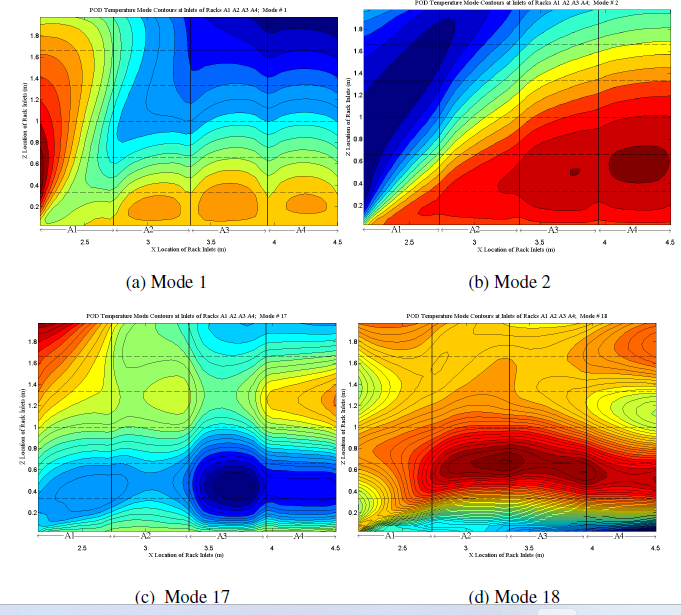 POD Temperature Mode Contours at Inlets of Racks A1 A2 A3 A4; Mode # 1
Z Location of Rack Inlets (m)
1.8
1.6
1.4
1.2
1
0.8
0.6
0.4
0.2
A1 A2 A3 A4
2.5 3 3.5 4 4.5
X Location of Rack Inlets (m)
(a) Mode 1
POD Temperature Mode Contours at Inlets of Racks A1 A2 A3 A4; Mode # 2
Z Location of Rack Inlets (m)
1.8
1.6
1.4
1.2
1
0.8
0.6
0.4
0.2
A1 A2 A3 A4
2.5 3 3.5 4 4.5
X Location of Rack Inlets (m)
(b) Mode 2
POD Temperature Mode Contours at Inlets of Racks A1 A2 A3 A4; Mode # 17
Z Location of Rack Inlets (m)
1.8
1.6
1.4
1.2
1
0.8
0.6
0.4
0.2
A1 A2 A3 A4
2.5 3 3.5 4 4.5
X Location of Rack Inlets (m)
(c) Mode 17
POD Temperature Mode Contours at Inlets of Racks A1 A2 A3 A4; Mode # 18
Z Location of Rack Inlets (m)
1.8
1.6
1.4
1.2
1
0.8
0.6
0.4
0.2
A1 A2 A3 A4
2.5 3 3.5 4 4.5
X Location of Rack Inlets (m)
(d) Mode 18